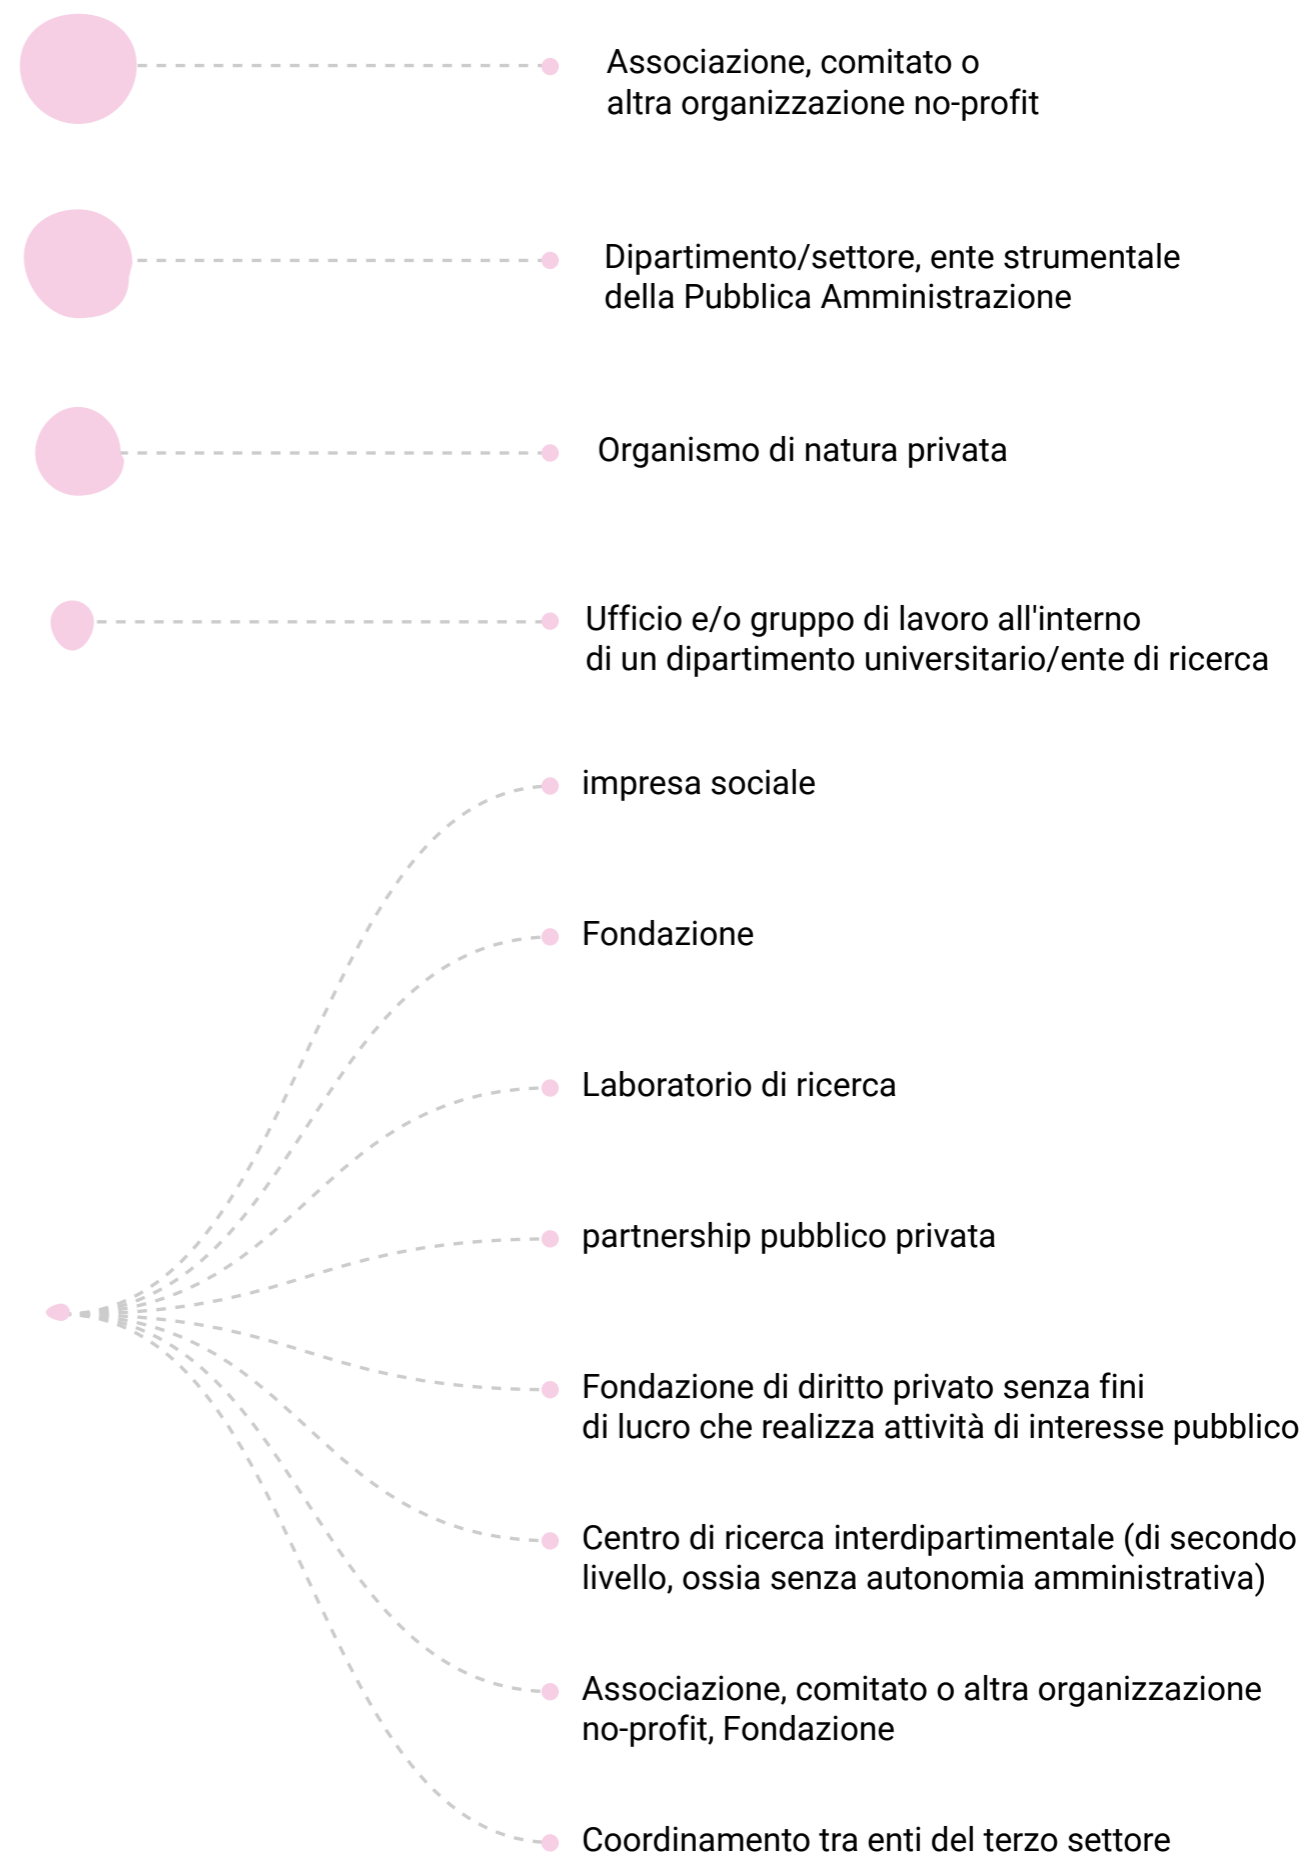 Associazione, comitato o
altra organizzazione no-profit
Dipartimento/settore, ente strumentale
della Pubblica Amministrazione
Organismo di natura privata
Ufficio e/o gruppo di lavoro all'interno
di un dipartimento universitario/ente di ricerca
impresa sociale
Fondazione
Laboratorio di ricerca
partnership pubblico privata
Fondazione di diritto privato senza fini
di lucro che realizza attività di interesse pubblico
Centro di ricerca interdipartimentale (di secondo
livello, ossia senza autonomia amministrativa)
Associazione, comitato o altra organizzazione
no-profit, Fondazione
Coordinamento tra enti del terzo settore